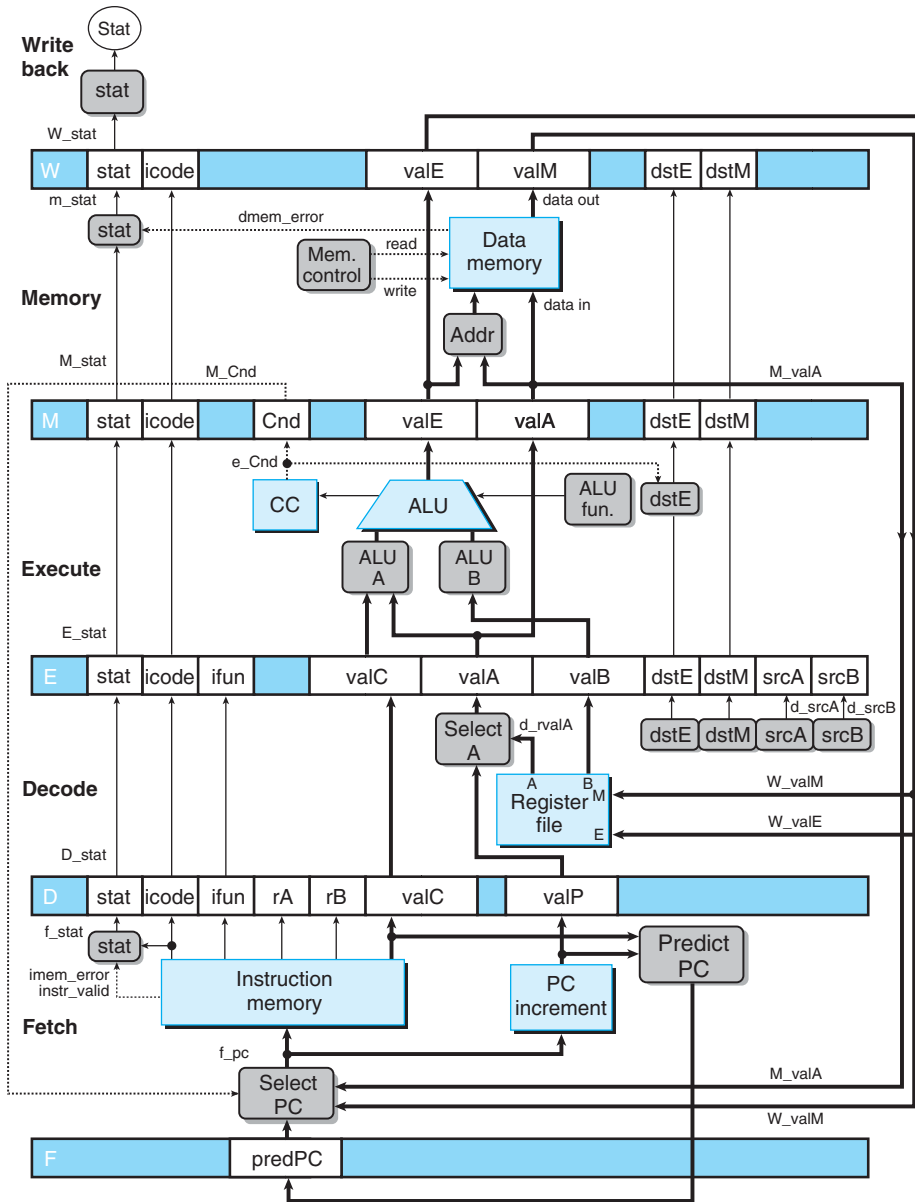 Stat
Write
back
stat
W_stat
W stat icode valE valM dstE dstM
m_stat
data out
dmem_error
stat
Data
memory
read
Mem.
control
write
Memory
data in
Addr
M_stat
M_Cnd
M_valA
M stat icode Cnd valE valA dstE dstM
e_Cnd
CC
ALU
ALU
fun.
dstE
ALU
A
ALU
B
Execute
E_stat
E stat icode ifun valC valA valB dstE dstM srcA srcB
d_srcA d_srcB
d_rvalA
Select
A
dstE dstM srcA srcB
Decode
A B
M
Register
file
E
W_valM
W_valE
D_stat
D stat icode ifun rA rB valC valP
f_stat
stat
Predict
PC
imem_error
instr_valid
Instruction
memory
PC
increment
Fetch
f_pc
Select
PC
M_valA
W_valM
F predPC